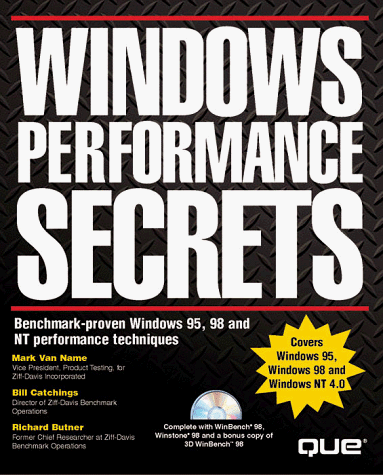 WINDOWS
PERFORMANCE
SECRETS
Benchmark-proven Windows 95, 98 and
NT performance techniques
Mark Van Name
Vice President, Product Testing, for
Ziff-Davis Incorporated
Bill Catchings
Director of Ziff-Davis Benchmark
Operations
Richard Butner
Former Chief Researcher at Ziff-Davis
Benchmark Operations
Covers
Windows 95,
Windows 98 and
Windows NT 4.0
Complete with WinBench® 98,
Winstone® 98 and a bonus copy of
3D WinBench™ 98
que®